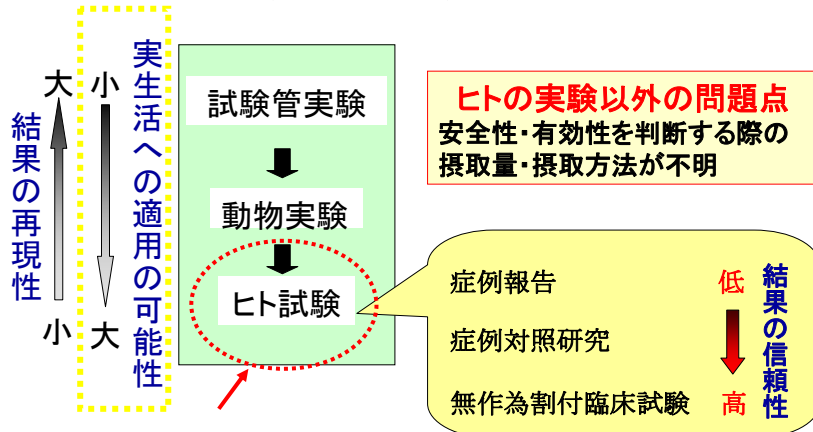 結果の再現性
大
小
小
大
実生活への適用の可能性
試験管実験
動物実験
ヒト試験
ヒトの実験以外の問題点
安全性・有効性を判断する際の
摂取量・摂取方法が不明
症例報告
症例対照研究
無作為割付臨床試験
低
高
結果の信頼性